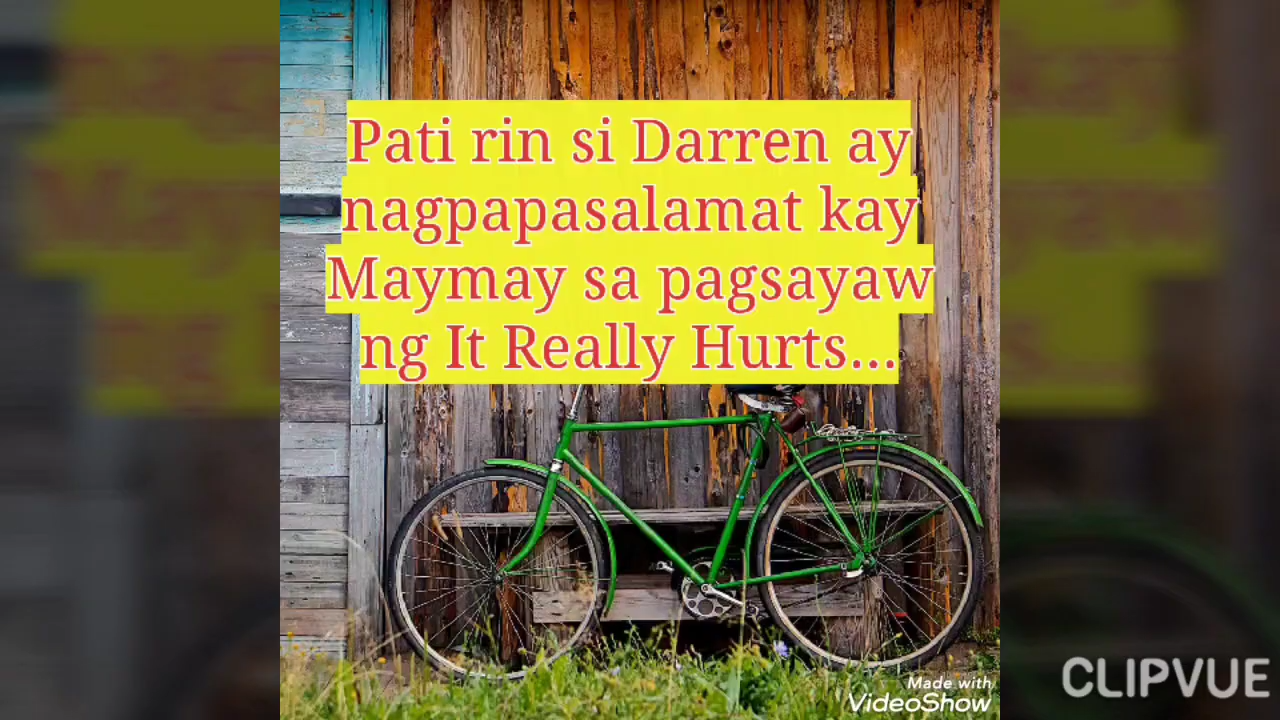 Pati rin si Darren ay
nagpapasalamat kay
Maymay sa pagsayaw
ng It Really Hurts...
Made with
VideoShow
CLIPVUE